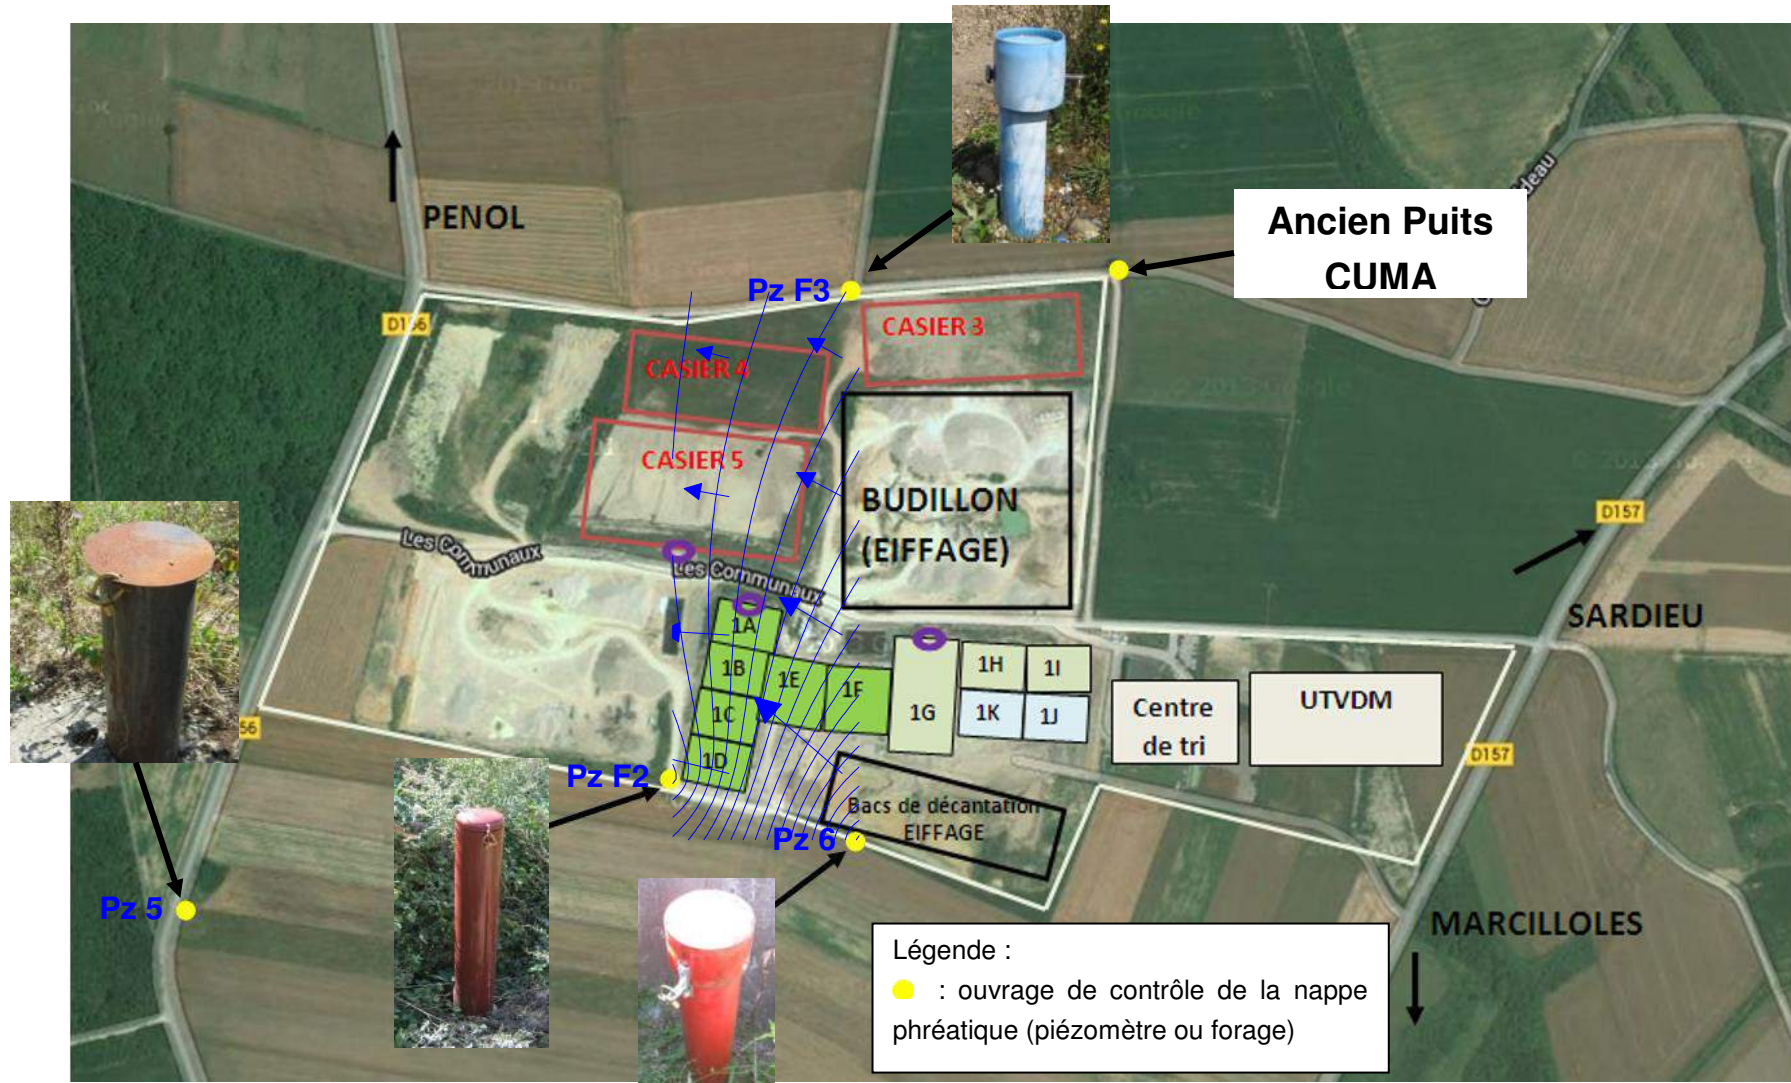 PENOL
Ancien Puits
CUMA
deau
Pz F3
D156
CASIER 3
CASIER 4
CASIER 5
BUDILLON
(EIFFAGE)
D157
Les Communaux
Les Communaux
SARDIEU
1A
1B
1E
1F
1G
1H
1I
1C
1K
1J
1D
Centre
de tri
UTVDM
56
D157
Pz F2
Bacs de décantation
EIFFAGE
Pz 6
Pz 5
MARCILLOLES
Légende :
: ouvrage de contrôle de la nappe
phréatique (piézomètre ou forage)